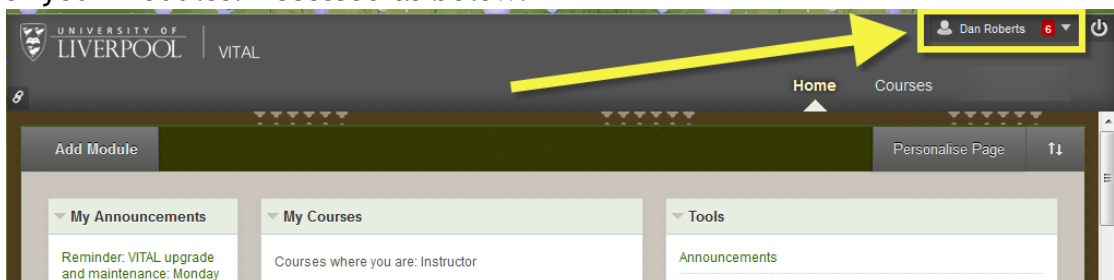 UNIVERSITY OF
LIVERPOOL
VITAL
Dan Roberts 6
Home Courses
Add Module
Personalise Page
My Announcements
My Courses
Tools
Reminder: VITAL upgrade
and maintenance: Monday
Courses where you are: Instructor
Announcements